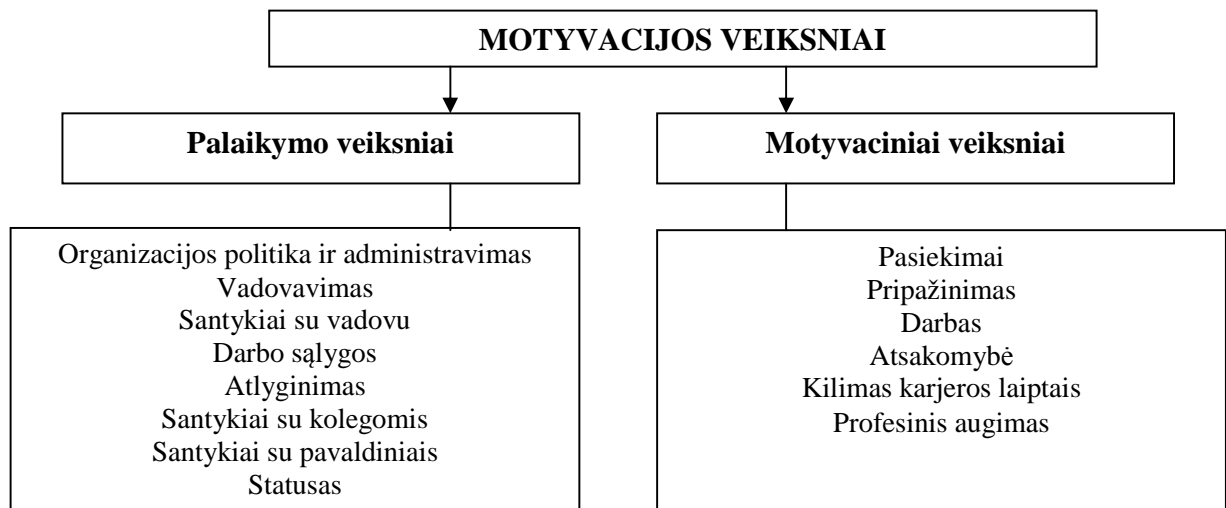 MOTYVACIJOS VEIKSNIAI
Palaikymo veiksniai
Motyvaciniai veiksniai
Organizacijos politika ir administravimas
Vadovavimas
Santykiai su vadovu
Darbo sąlygos
Atlyginimas
Santykiai su kolegomis
Santykiai su pavaldiniais
Statusas
Pasiekimai
Pripažinimas
Darbas
Atsakomybė
Kilimas karjeros laiptais
Profesinis augimas